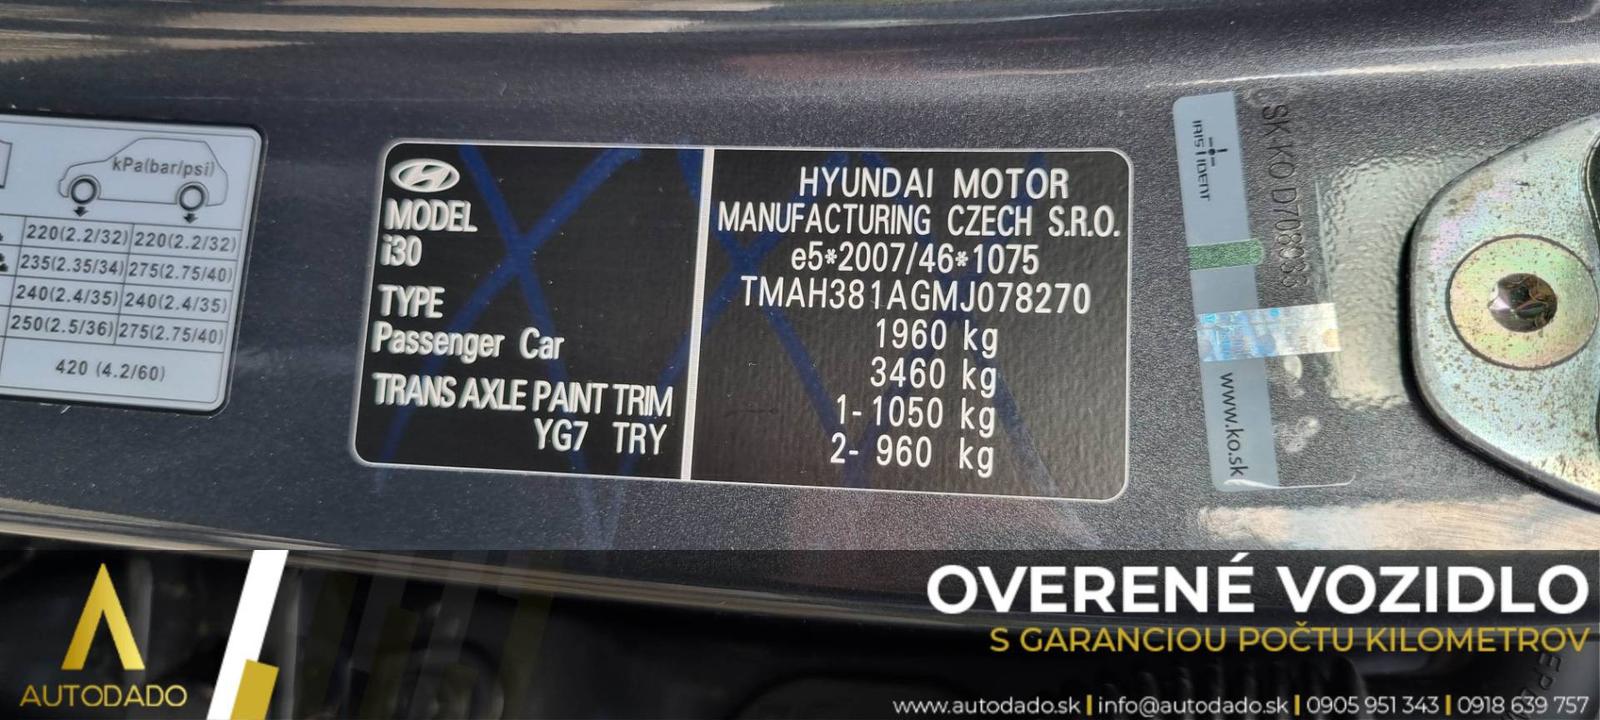 kPa(bar/psi)
220(2.2/32) 220(2.2/32)
235(2.35/34) 275(2.75/40)
240(2.4/35) 240(2.4/35)
250(2.5/36) 275(2.75/40)
420 (4.2/60)
MODEL
i30
TYPE
Passenger Car
TRANS AXLE PAINT TRIM
YG7 TRY
HYUNDAI MOTOR
MANUFACTURING CZECH S.R.O.
e5*2007/46*1075
TMAH381AGMJ078270
1960 kg
3460 kg
1- 1050 kg
2- 960 kg
IRIS IDENT
www.ko.sk
AUTODADO
OVERENÉ VOZIDLO
S GARANCIOU POČTU KILOMETROV
www.autodado.sk | info@autodado.sk | 0905 951 343 | 0918 639 757